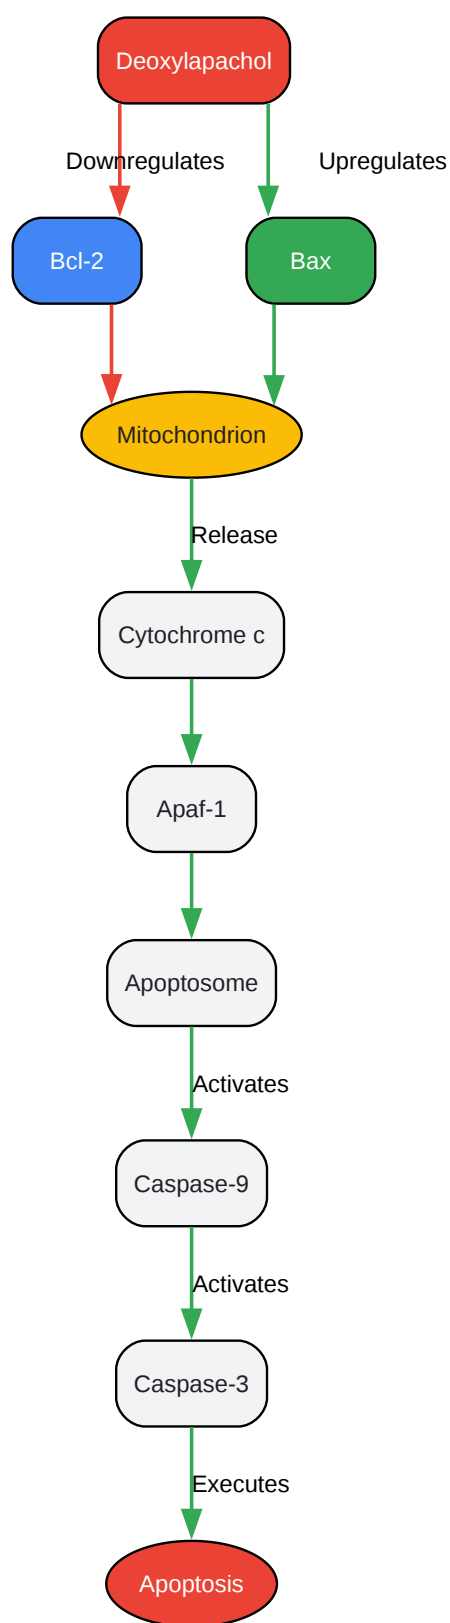 Deoxylapachol
Downregulates
Upregulates
Bcl-2
Bax
Mitochondrion
Release
Cytochrome c
Apaf-1
Apoptosome
Activates
Caspase-9
Activates
Caspase-3
Executes
Apoptosis